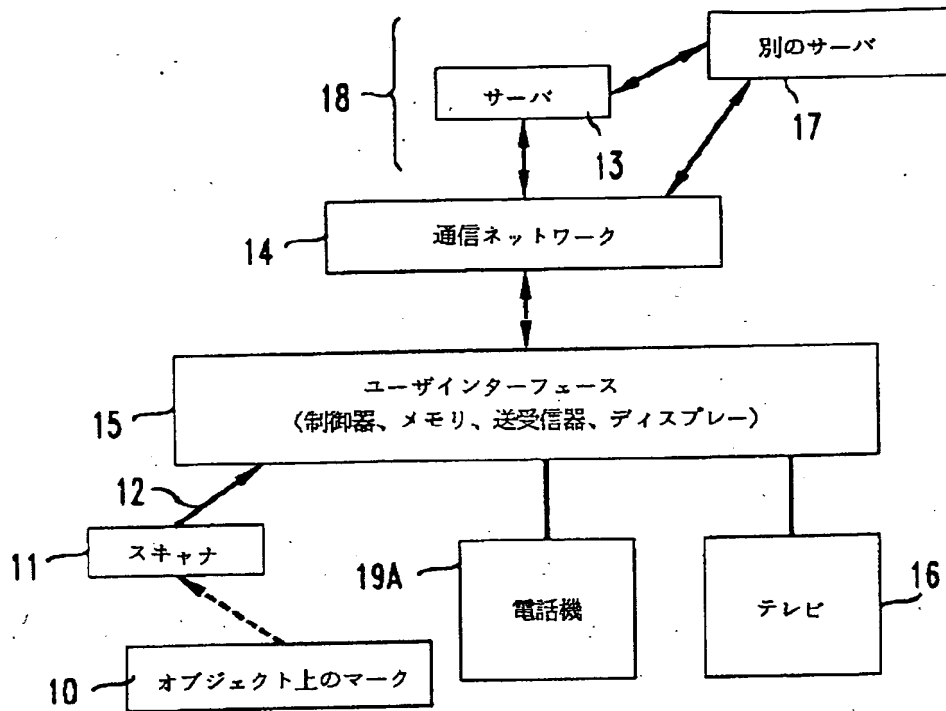 別のサーバ
18
サーバ
17
13
通信ネットワーク
14
ユーザインターフェース
(制御器、メモリ、送受信器、ディスプレー)
15
12
スキャナ
11
19A
電話機
テレビ
16
オブジェクト上のマーク
10